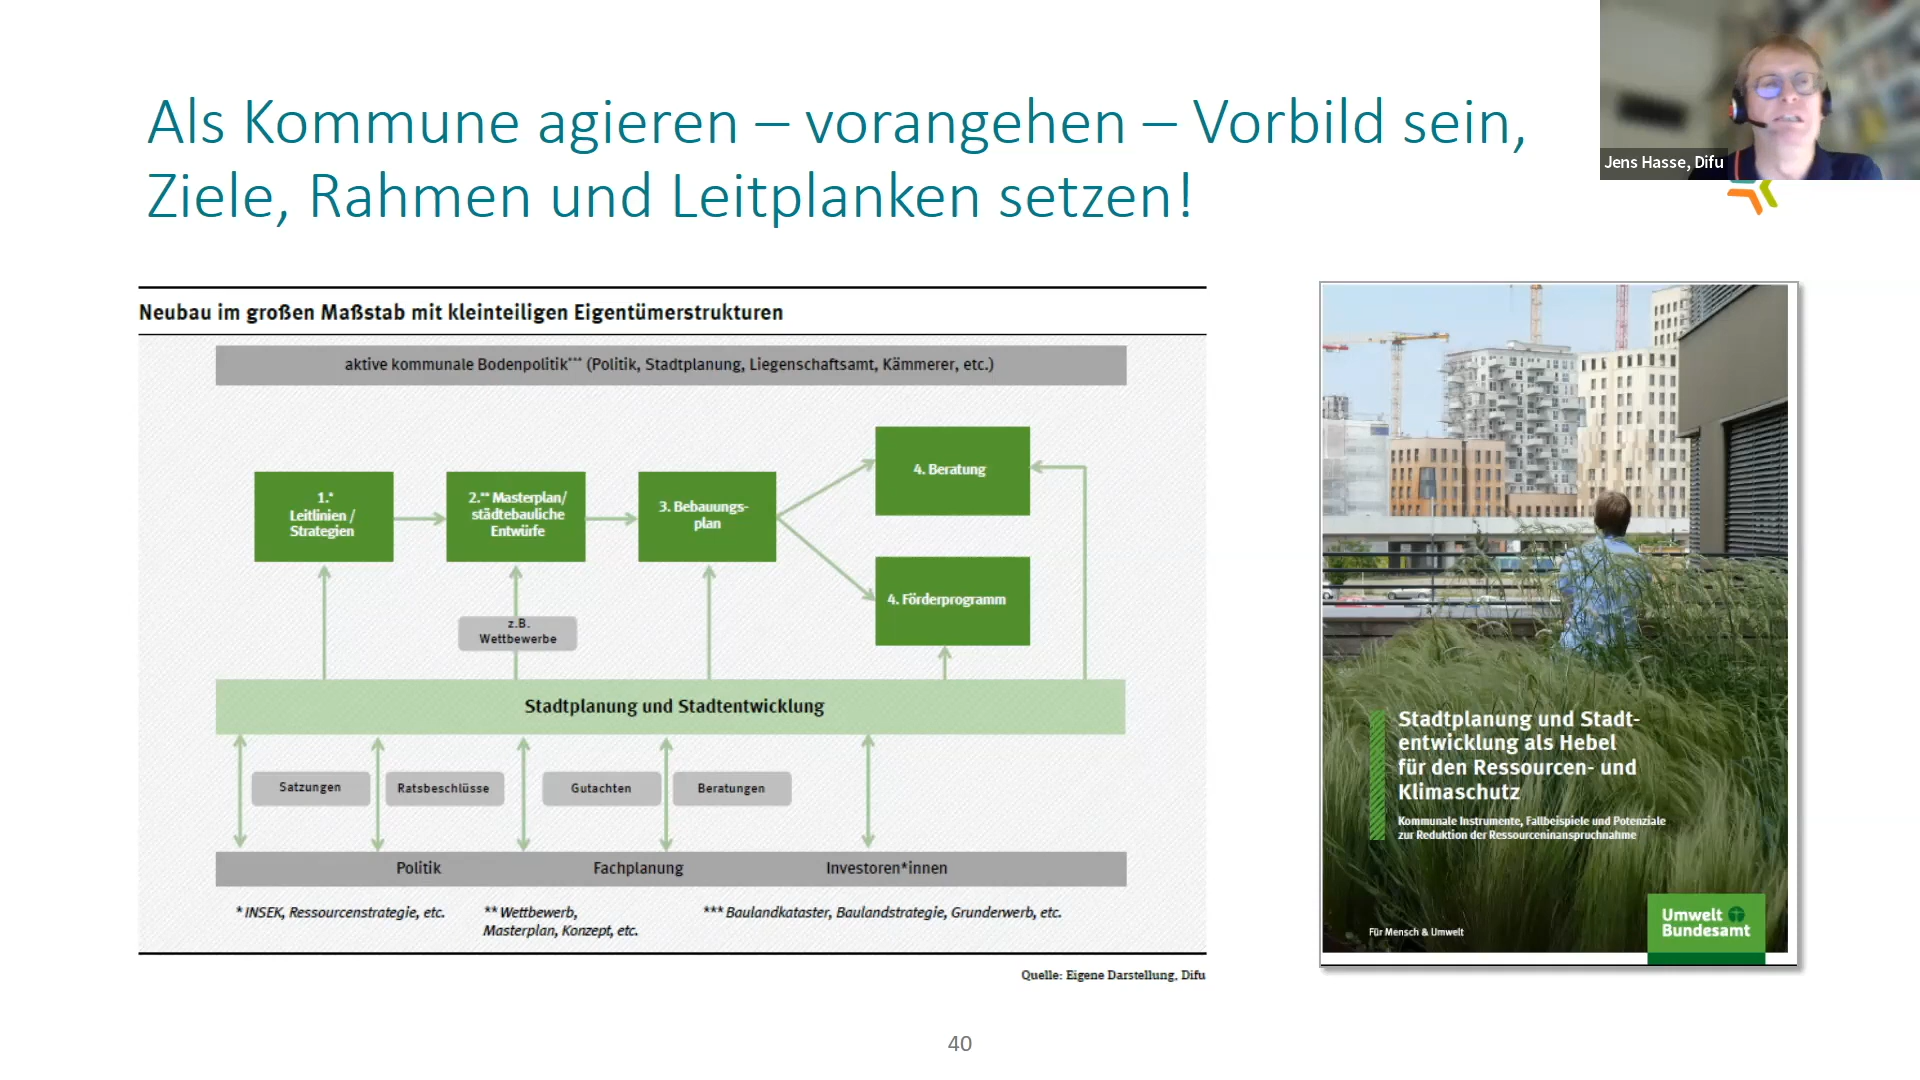 Als Kommune agieren – vorangehen – Vorbild sein,
Ziele, Rahmen und Leitplanken setzen!
Jens Hasse, Difu
Neubau im großen Maßstab mit kleinteiligen Eigentümerstrukturen
aktive kommunale Bodenpolitik*** (Politik, Stadtplanung, Liegenschaftsamt, Kämmerer, etc.)
1.*
Leitlinien /
Strategien
2.** Masterplan/
städtebauliche
Entwürfe
3. Bebauungs-
plan
4. Beratung
4. Förderprogramm
z.B.
Wettbewerbe
Stadtplanung und Stadtentwicklung
Satzungen
Ratsbeschlüsse
Gutachten
Beratungen
Politik
Fachplanung
Investoren*innen
* INSEK, Ressourcenstrategie, etc.
** Wettbewerb,
Masterplan, Konzept, etc.
*** Baulandkataster, Baulandstrategie, Grunderwerb, etc.
Quelle: Eigene Darstellung, Difu
Stadtplanung und Stadt-
entwicklung als Hebel
für den Ressourcen- und
Klimaschutz
Kommunale Instrumente, Fallbeispiele und Potenziale
zur Reduktion der Ressourceninanspruchnahme
Für Mensch & Umwelt
Umwelt
Bundesamt
40